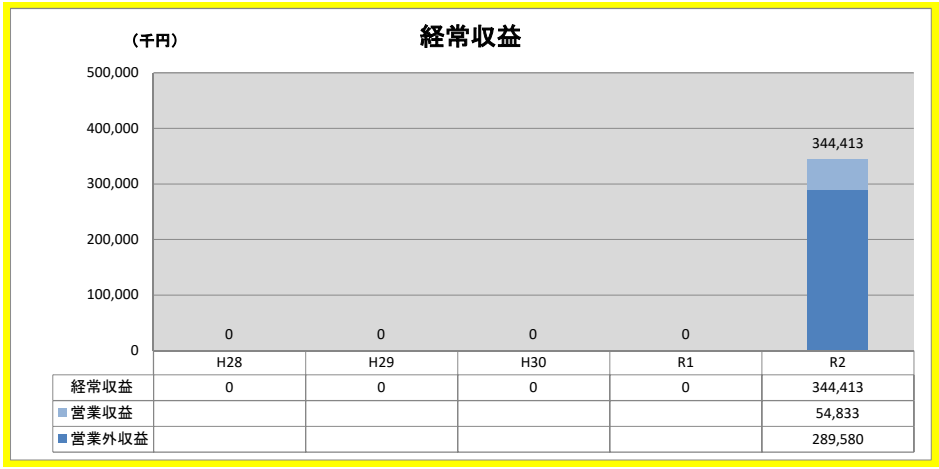 （千円）
経常収益
500,000
400,000
344,413
300,000
200,000
100,000
0 0 0 0
0
H28 H29 H30 R1 R2
経常収益 0 0 0 0 344,413
営業収益 54,833
営業外収益 289,580